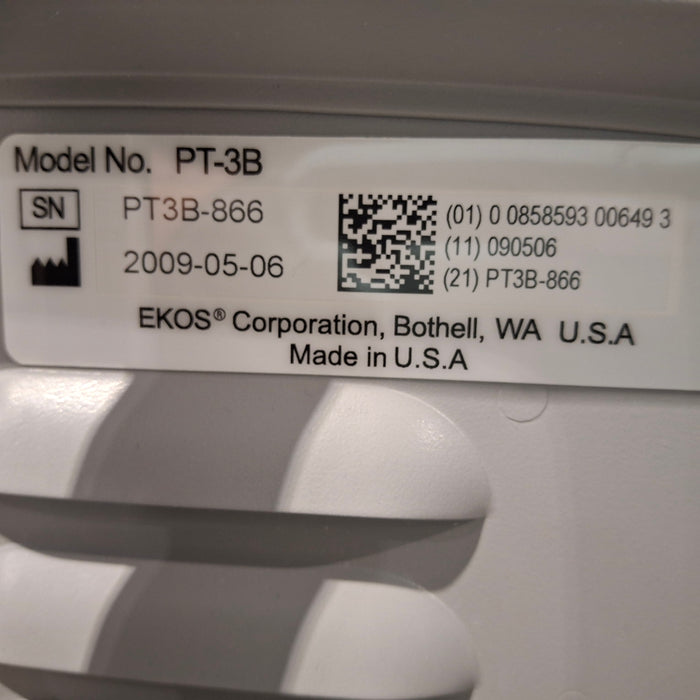 Model No. PT-3B
SN PT3B-866
2009-05-06
(01) 0 0858593 00649 3
(11) 090506
(21) PT3B-866
EKOS® Corporation, Bothell, WA U.S.A
Made in U.S.A